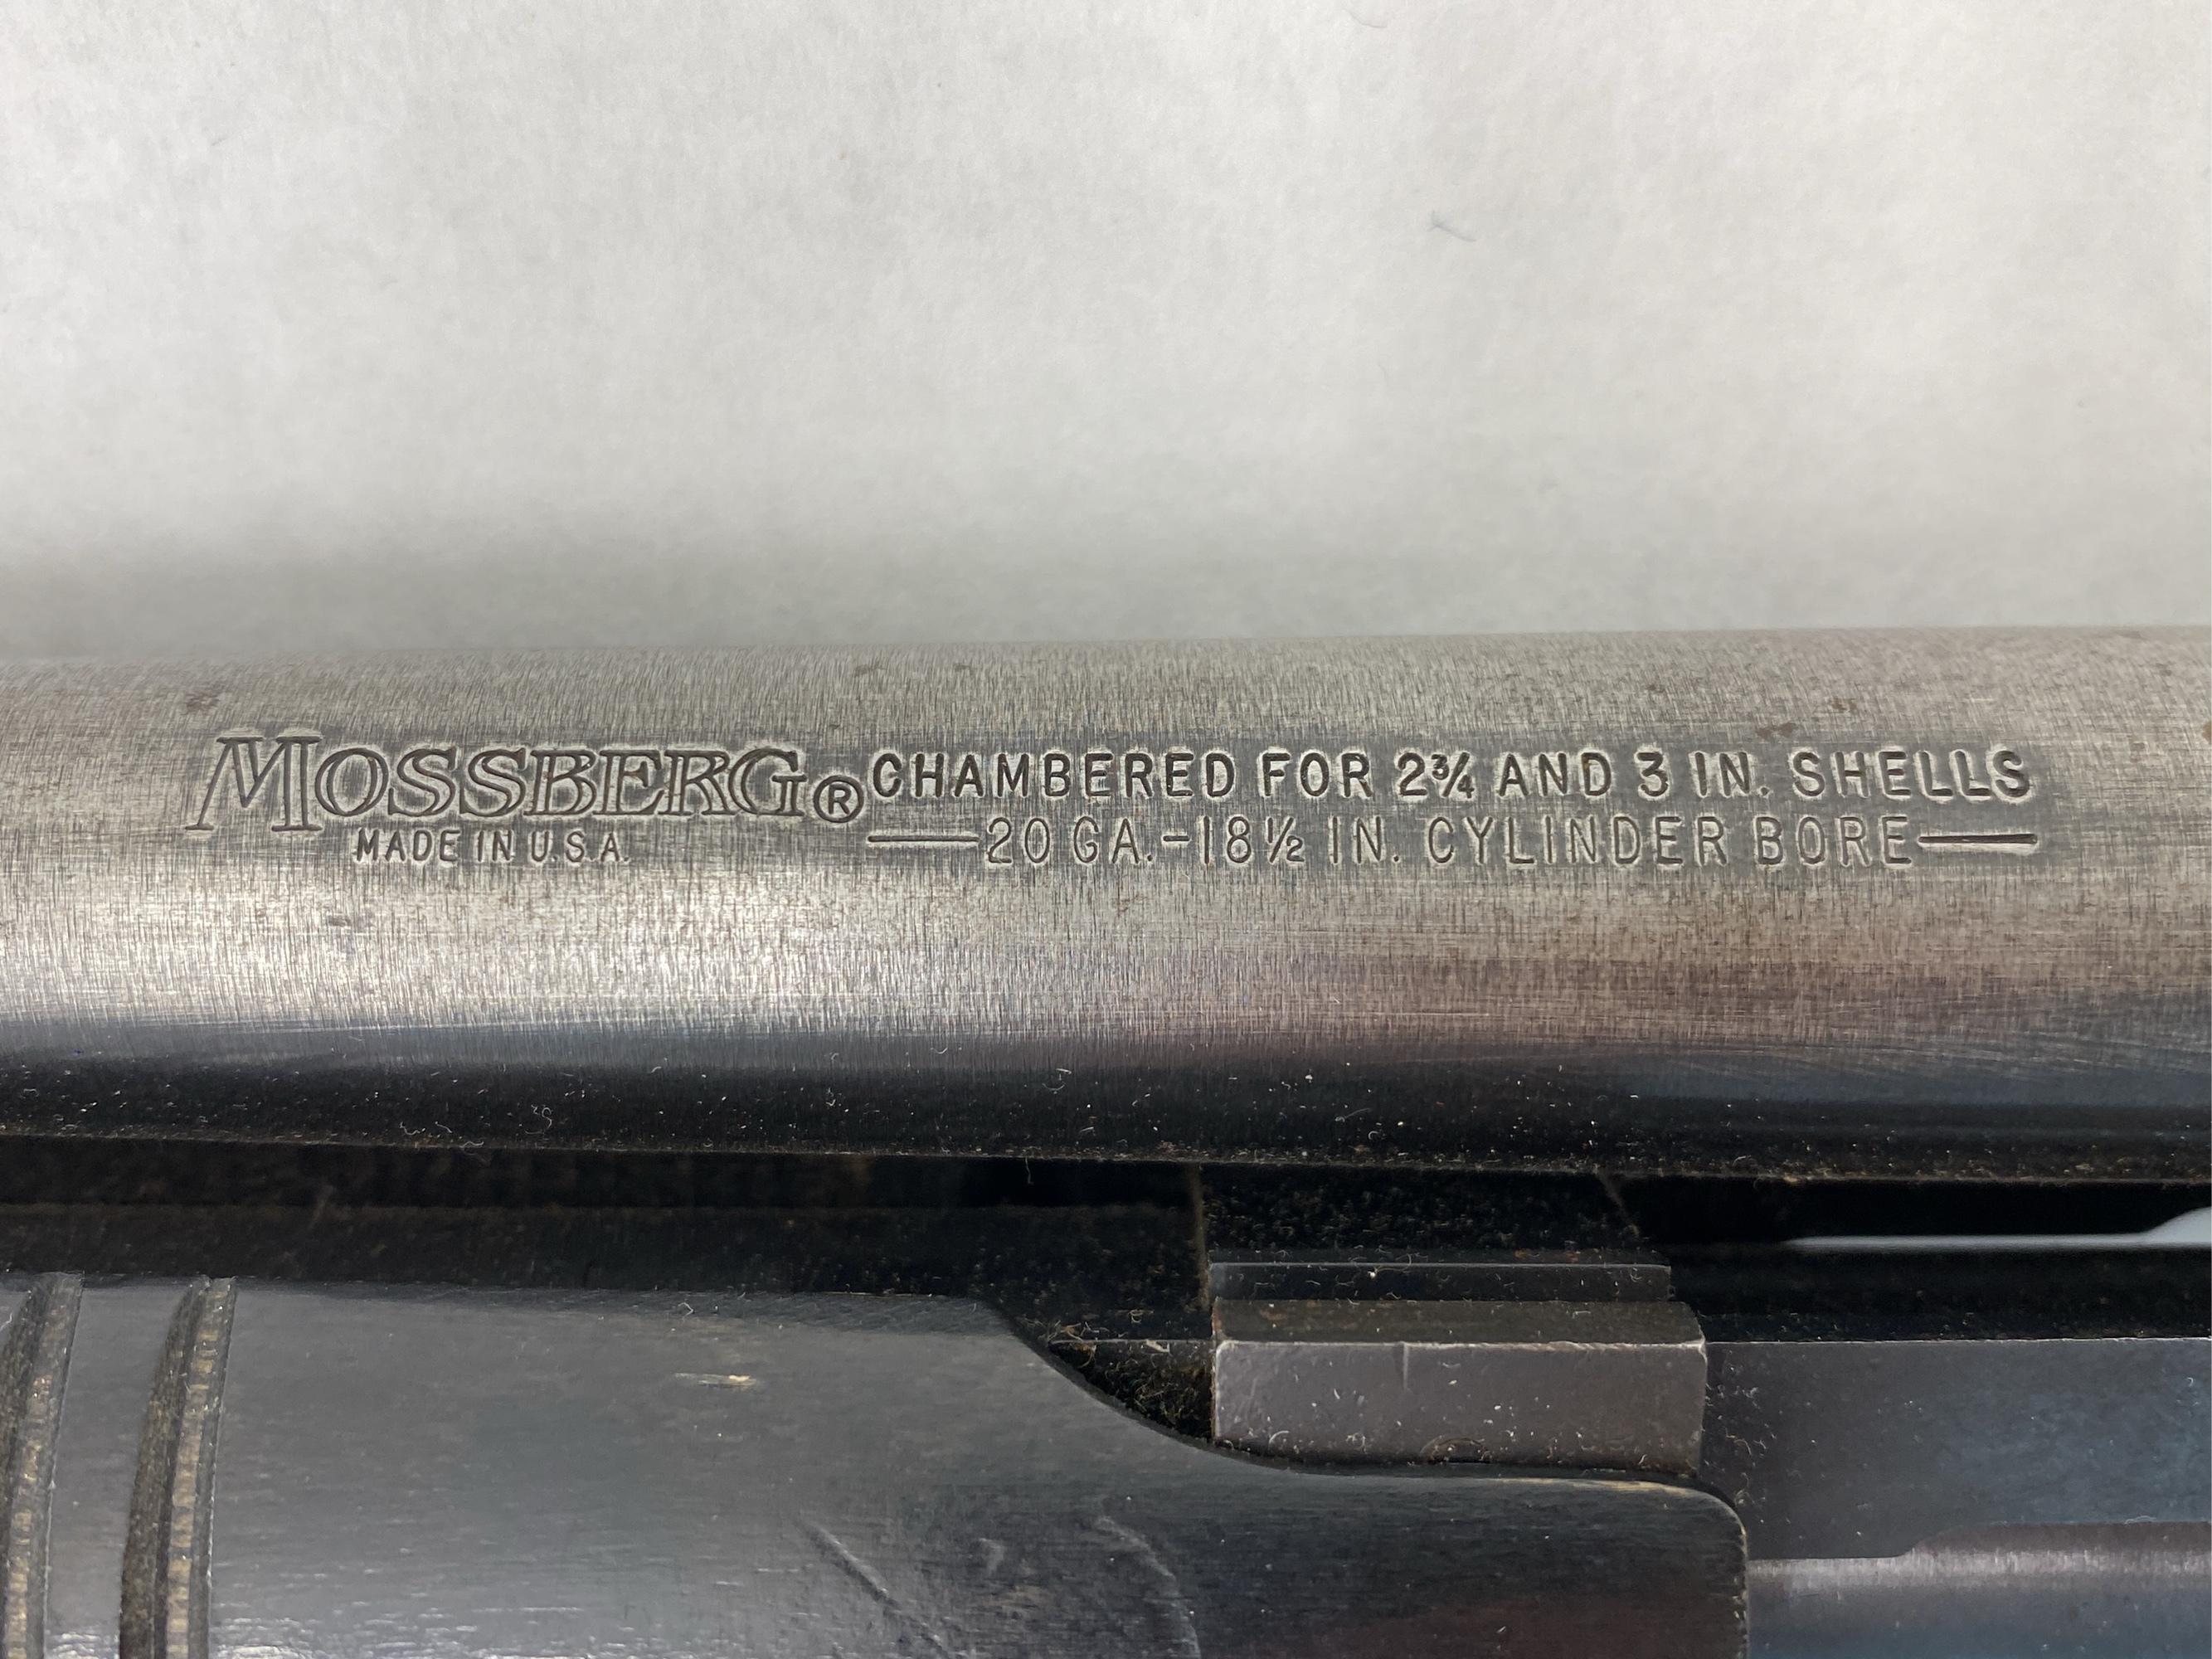 MOSSBERG® CHAMBERED FOR 2¾ AND 3 IN. SHELLS
MADE IN U.S.A. —20 GA.-18½ IN. CYLINDER BORE—